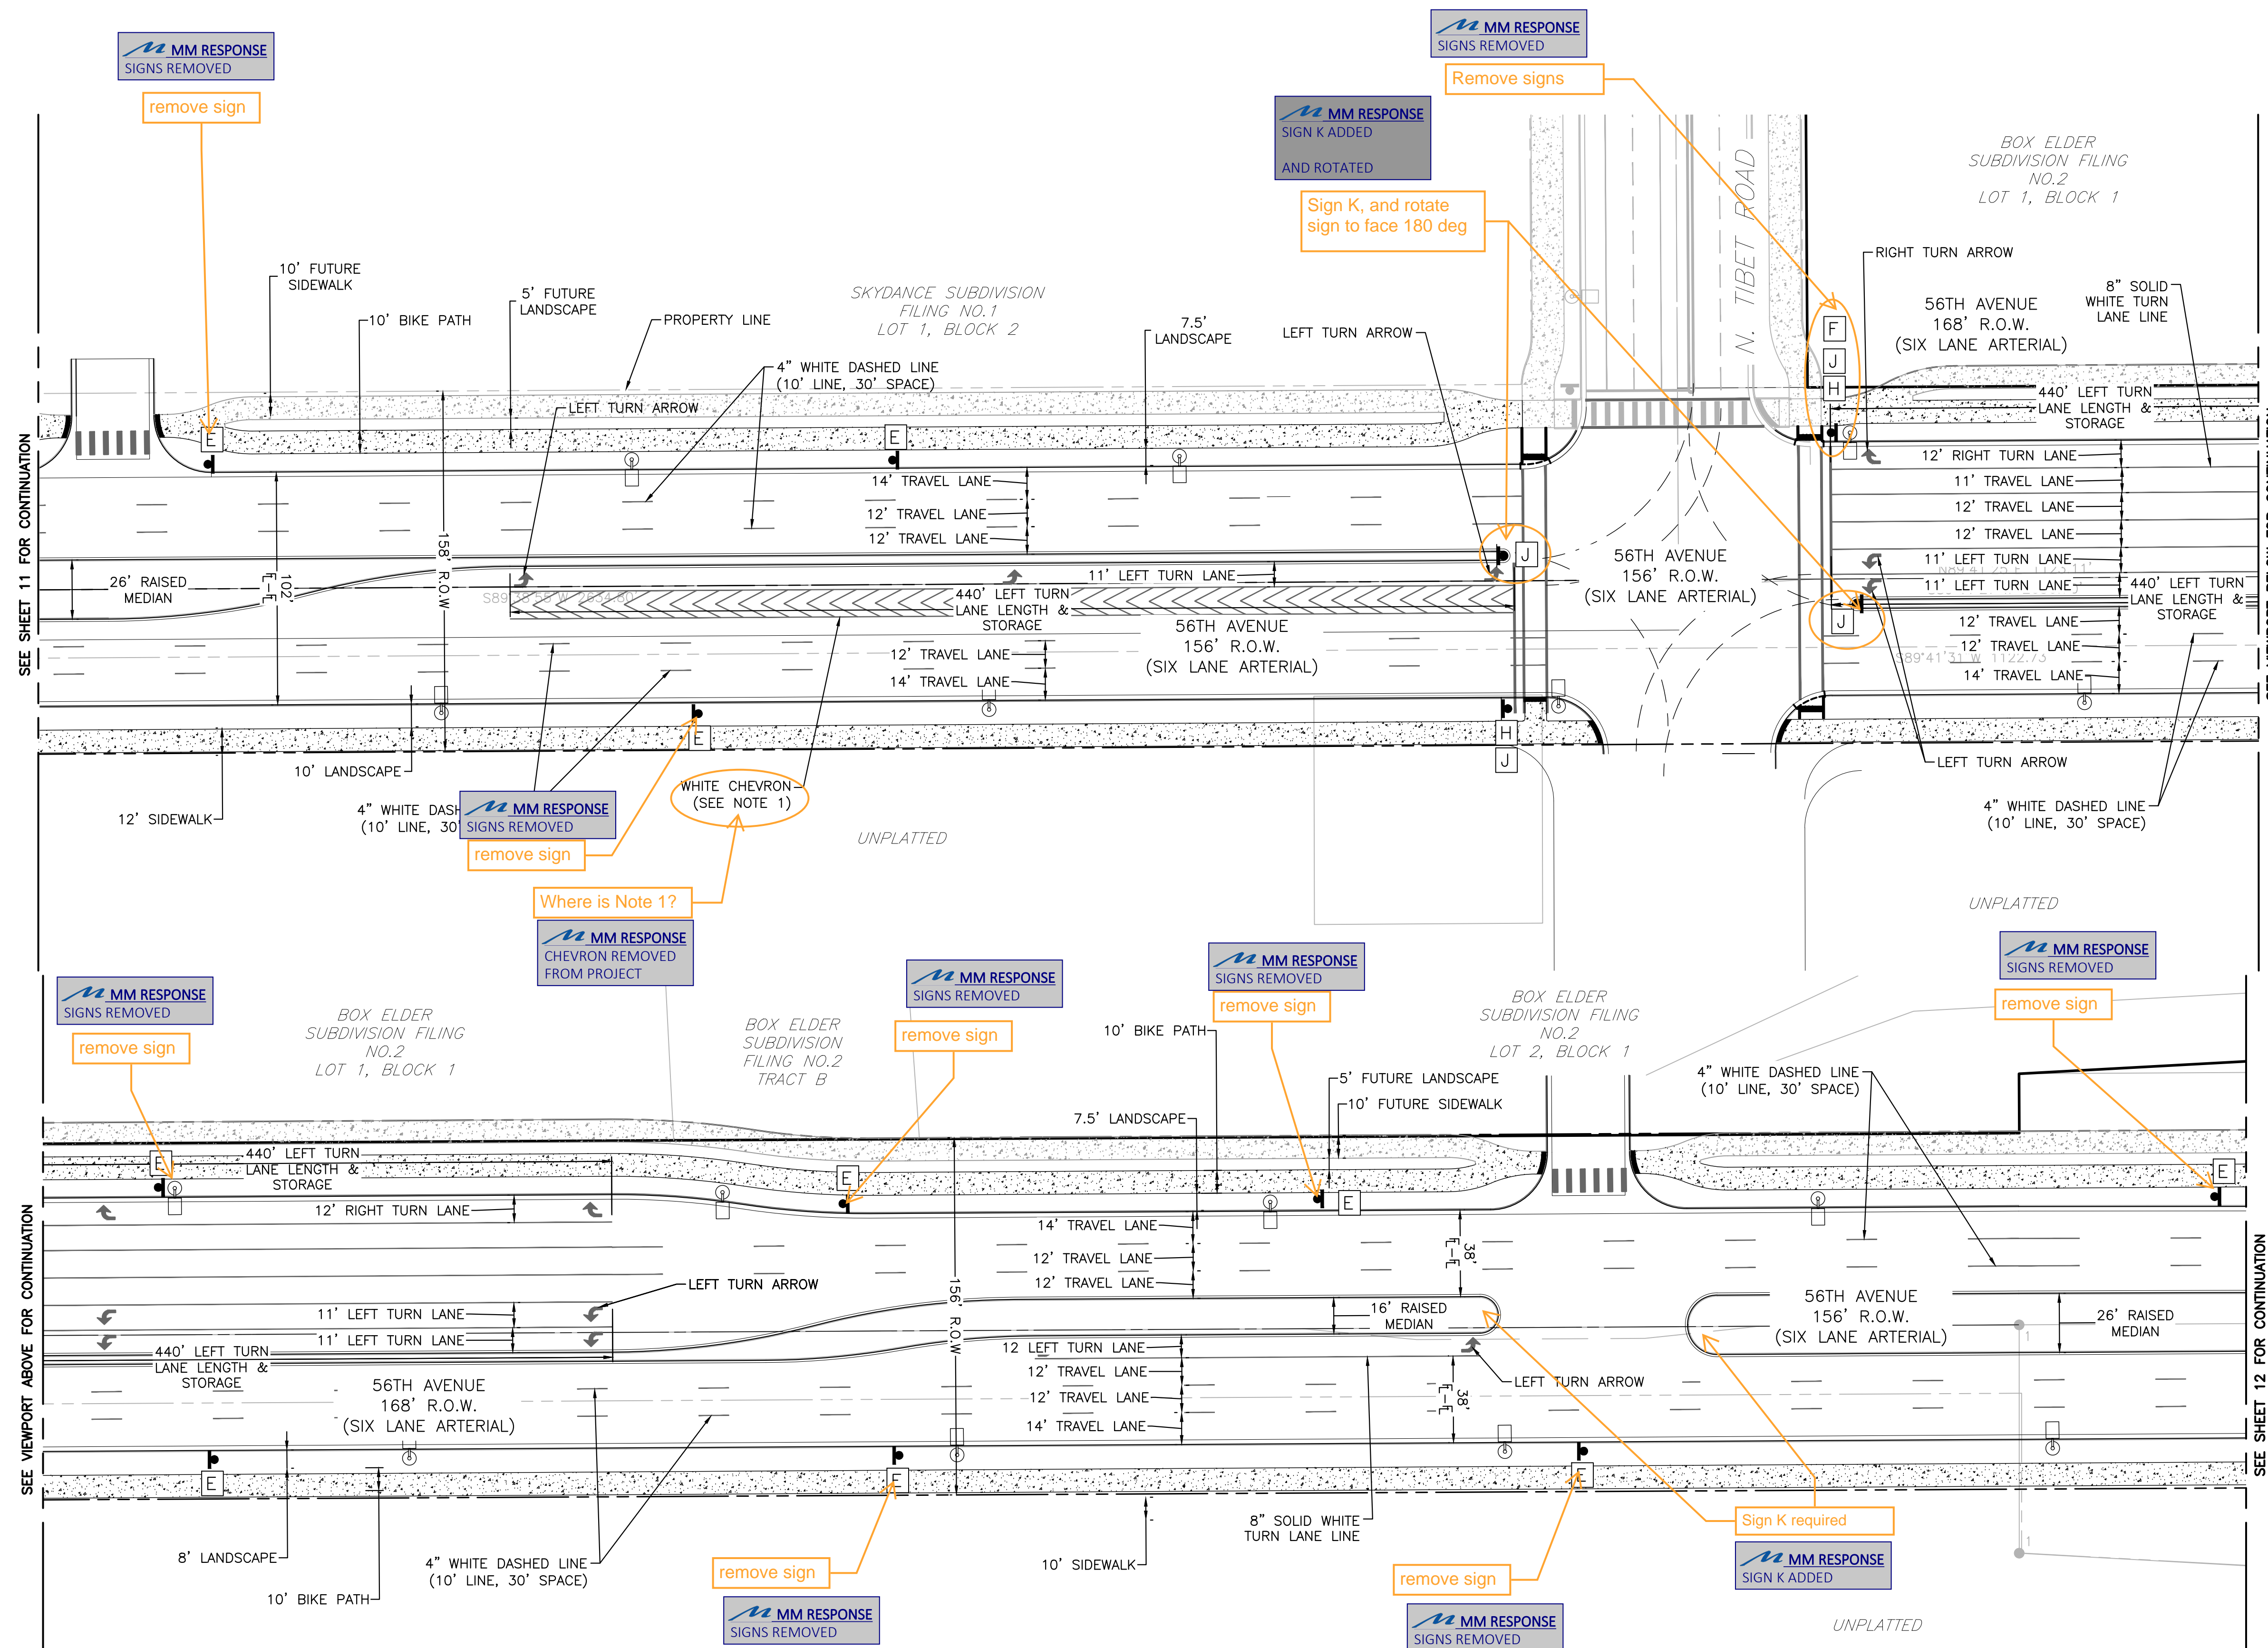 MM RESPONSE
SIGNS REMOVED
remove sign
MM RESPONSE
SIGNS REMOVED
Remove signs
MM RESPONSE
SIGN K ADDED
AND ROTATED
Sign K, and rotate
sign to face 180 deg
N. TIBET ROAD
BOX ELDER
SUBDIVISION FILING
NO.2
LOT 1, BLOCK 1
10' FUTURE
SIDEWALK
10' BIKE PATH
5' FUTURE
LANDSCAPE
PROPERTY LINE
SKYDANCE SUBDIVISION
FILING NO.1
LOT 1, BLOCK 2
7.5'
LANDSCAPE
LEFT TURN ARROW
4" WHITE DASHED LINE
(10' LINE, 30' SPACE)
LEFT TURN ARROW
RIGHT TURN ARROW
8" SOLID
WHITE TURN
LANE LINE
56TH AVENUE
168' R.O.W.
(SIX LANE ARTERIAL)
F
J
H
440' LEFT TURN
LANE LENGTH &
STORAGE
E
E
SEE SHEET 11 FOR CONTINUATION
14' TRAVEL LANE
12' TRAVEL LANE
12' TRAVEL LANE
12' RIGHT TURN LANE
11' TRAVEL LANE
12' TRAVEL LANE
12' TRAVEL LANE
11' LEFT TURN LANE
11' LEFT TURN LANE
440' LEFT TURN
LANE LENGTH &
STORAGE
J
26' RAISED
MEDIAN
102'
F-F
158' R.O.W
11' LEFT TURN LANE
S89°38'58"W 2634.80'
440' LEFT TURN
LANE LENGTH &
STORAGE
56TH AVENUE
156' R.O.W.
(SIX LANE ARTERIAL)
56TH AVENUE
156' R.O.W.
(SIX LANE ARTERIAL)
J
12' TRAVEL LANE
12' TRAVEL LANE
14' TRAVEL LANE
S89°41'31"W 1122.73'
12' TRAVEL LANE
14' TRAVEL LANE
E
H
J
10' LANDSCAPE
12' SIDEWALK
4" WHITE DASH
(10' LINE, 30'
MM RESPONSE
SIGNS REMOVED
remove sign
WHITE CHEVRON
(SEE NOTE 1)
UNPLATTED
LEFT TURN ARROW
4" WHITE DASHED LINE
(10' LINE, 30' SPACE)
Where is Note 1?
MM RESPONSE
CHEVRON REMOVED
FROM PROJECT
UNPLATTED
MM RESPONSE
SIGNS REMOVED
remove sign
BOX ELDER
SUBDIVISION FILING
NO.2
LOT 1, BLOCK 1
BOX ELDER
SUBDIVISION
FILING NO.2
TRACT B
MM RESPONSE
SIGNS REMOVED
remove sign
MM RESPONSE
SIGNS REMOVED
remove sign
BOX ELDER
SUBDIVISION FILING
NO.2
LOT 2, BLOCK 1
MM RESPONSE
SIGNS REMOVED
remove sign
10' BIKE PATH
5' FUTURE LANDSCAPE
10' FUTURE SIDEWALK
7.5' LANDSCAPE
4" WHITE DASHED LINE
(10' LINE, 30' SPACE)
E
440' LEFT TURN
LANE LENGTH &
STORAGE
E
E
E
SEE VIEWPORT ABOVE FOR CONTINUATION
12' RIGHT TURN LANE
14' TRAVEL LANE
12' TRAVEL LANE
12' TRAVEL LANE
38'
F-F
LEFT TURN ARROW
156' R.O.W
11' LEFT TURN LANE
11' LEFT TURN LANE
440' LEFT TURN
LANE LENGTH &
STORAGE
16' RAISED
MEDIAN
56TH AVENUE
156' R.O.W.
(SIX LANE ARTERIAL)
26' RAISED
MEDIAN
1
12 LEFT TURN LANE
12' TRAVEL LANE
12' TRAVEL LANE
14' TRAVEL LANE
38'
F-F
LEFT TURN ARROW
56TH AVENUE
168' R.O.W.
(SIX LANE ARTERIAL)
SEE SHEET 12 FOR CONTINUATION
E
E
E
8' LANDSCAPE
10' BIKE PATH
4" WHITE DASHED LINE
(10' LINE, 30' SPACE)
remove sign
MM RESPONSE
SIGNS REMOVED
10' SIDEWALK
8" SOLID WHITE
TURN LANE LINE
remove sign
MM RESPONSE
SIGNS REMOVED
Sign K required
MM RESPONSE
SIGN K ADDED
1
UNPLATTED